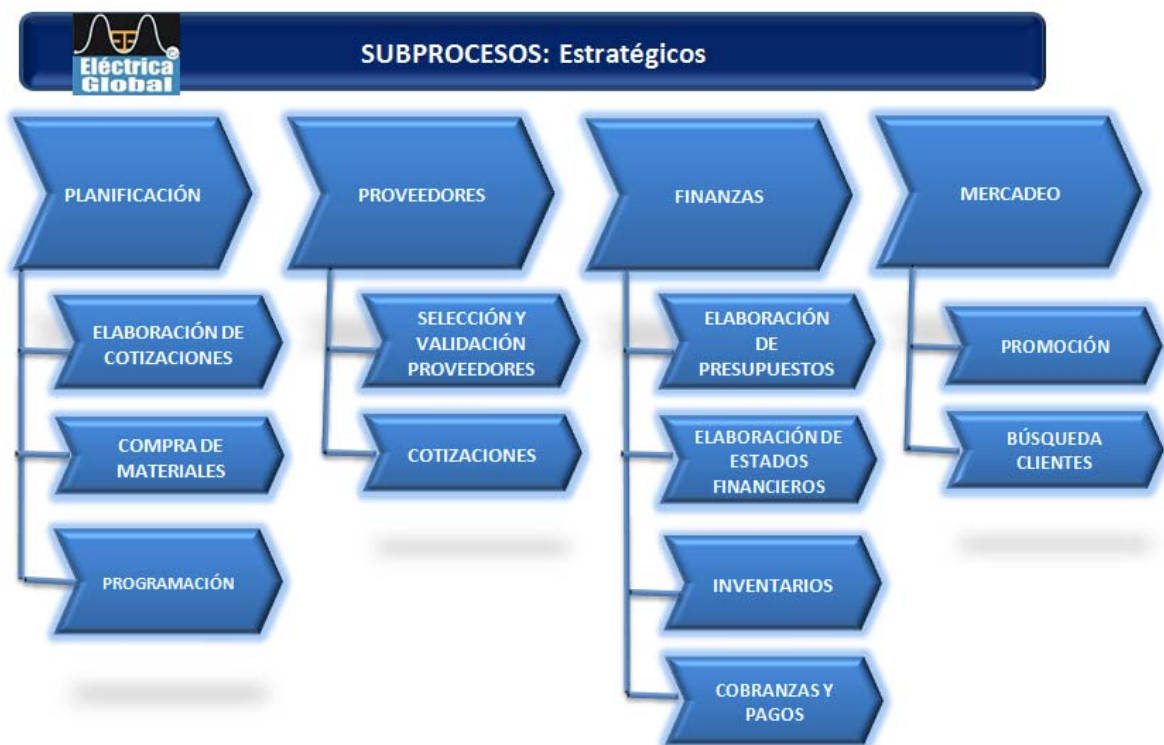 Eléctrica
Global
SUBPROCESOS: Estratégicos
PLANIFICACIÓN
ELABORACIÓN DE
COTIZACIONES
COMPRA DE
MATERIALES
PROGRAMACIÓN
PROVEEDORES
SELECCIÓN Y
VALIDACIÓN
PROVEEDORES
COTIZACIONES
FINANZAS
ELABORACIÓN
DE
PRESUPUESTOS
ELABORACIÓN DE
ESTADOS
FINANCIEROS
INVENTARIOS
COBRANZAS Y
PAGOS
MERCADEO
PROMOCIÓN
BÚSQUEDA
CLIENTES